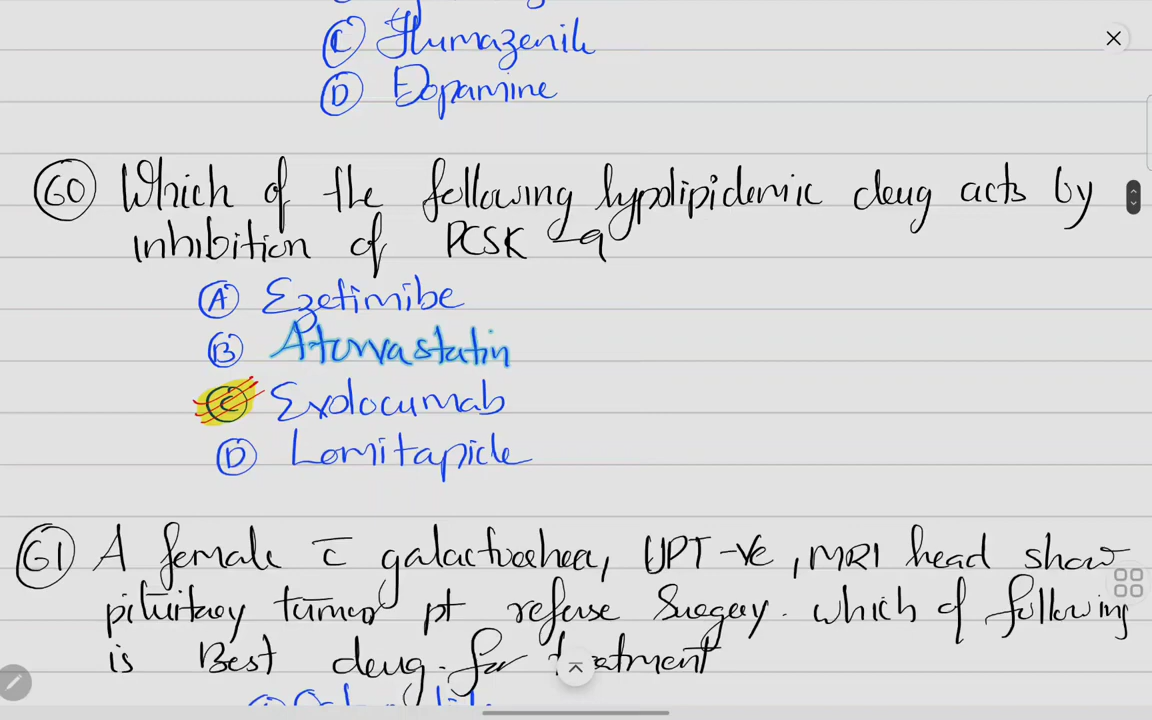 C Flumazenil
D Dopamine
60 Which of the following hypolipidemic drug acts by
inhibition of PCSK-9
A Ezetimibe
B Atorvastatin
C Evolocumab
D Lomitapide
61 A female c̄ galactorrhea, UPT -ve, MRI head show
pituitary tumor pt refuse Surgery. which of following
is Best drug for treatment